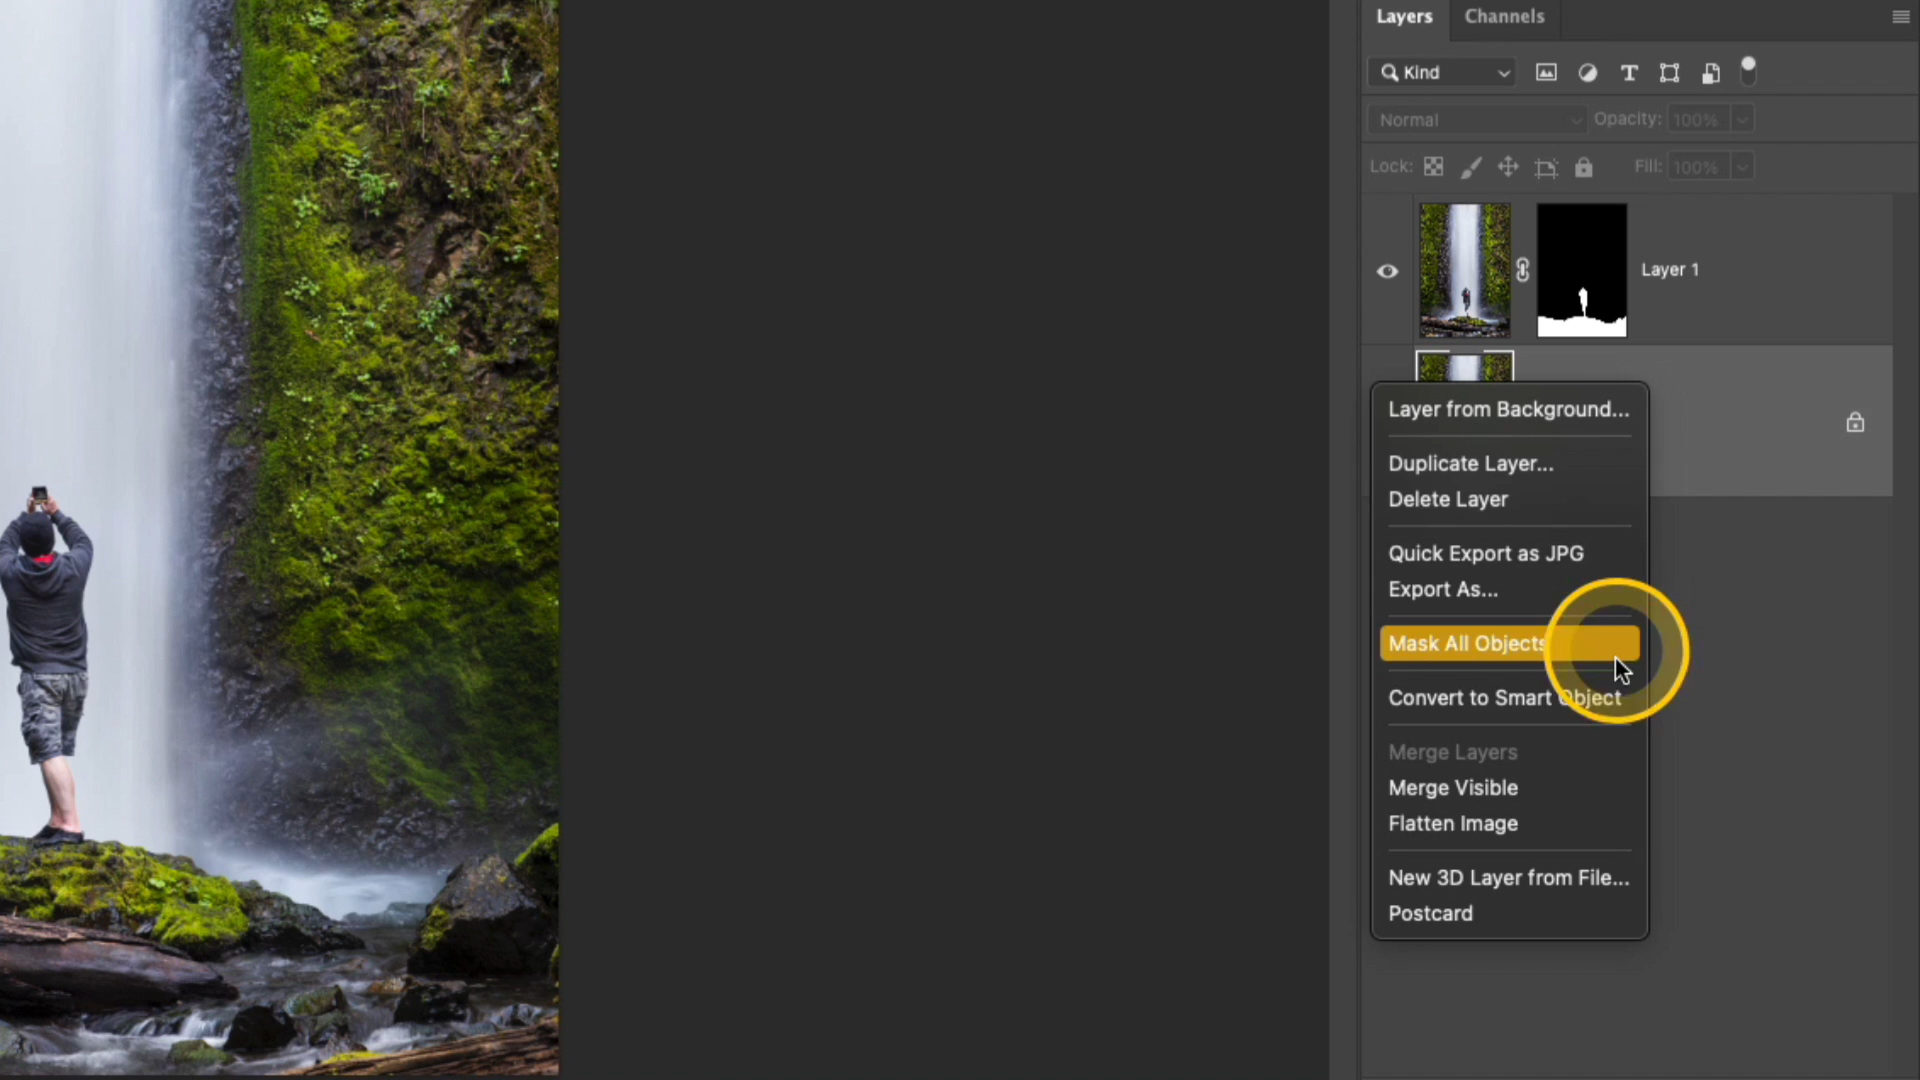 Layers
Channels
Kind
Normal
Opacity: 100%
Lock:
Fill: 100%
Layer 1
Layer from Background...
Duplicate Layer...
Delete Layer
Quick Export as JPG
Export As...
Mask All Objects
Convert to Smart Object
Merge Layers
Merge Visible
Flatten Image
New 3D Layer from File...
Postcard